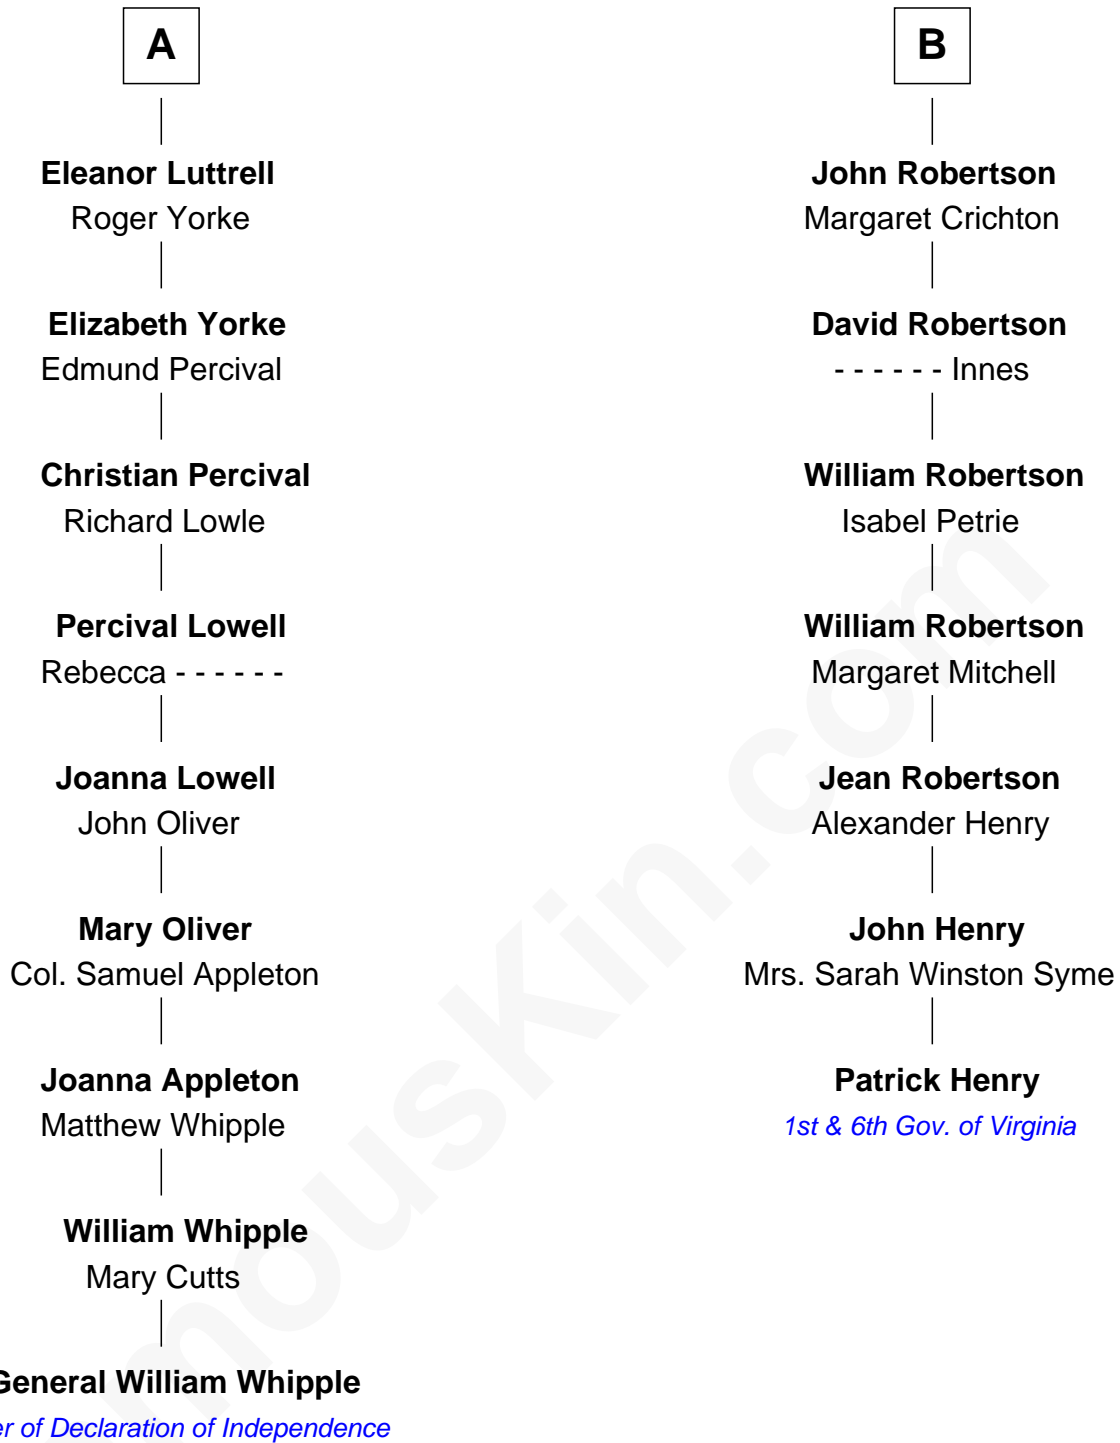 A
Eleanor Luttrell
Roger Yorke
Elizabeth Yorke
Edmund Percival
Christian Percival
Richard Lowle
Percival Lowell
Rebecca - - - - - -
Joanna Lowell
John Oliver
Mary Oliver
Col. Samuel Appleton
Joanna Appleton
Matthew Whipple
William Whipple
Mary Cutts
General William Whipple
er of Declaration of Independence
B
John Robertson
Margaret Crichton
David Robertson
- - - - - - Innes
William Robertson
Isabel Petrie
William Robertson
Margaret Mitchell
Jean Robertson
Alexander Henry
John Henry
Mrs. Sarah Winston Syme
Patrick Henry
1st & 6th Gov. of Virginia
mousKin.com